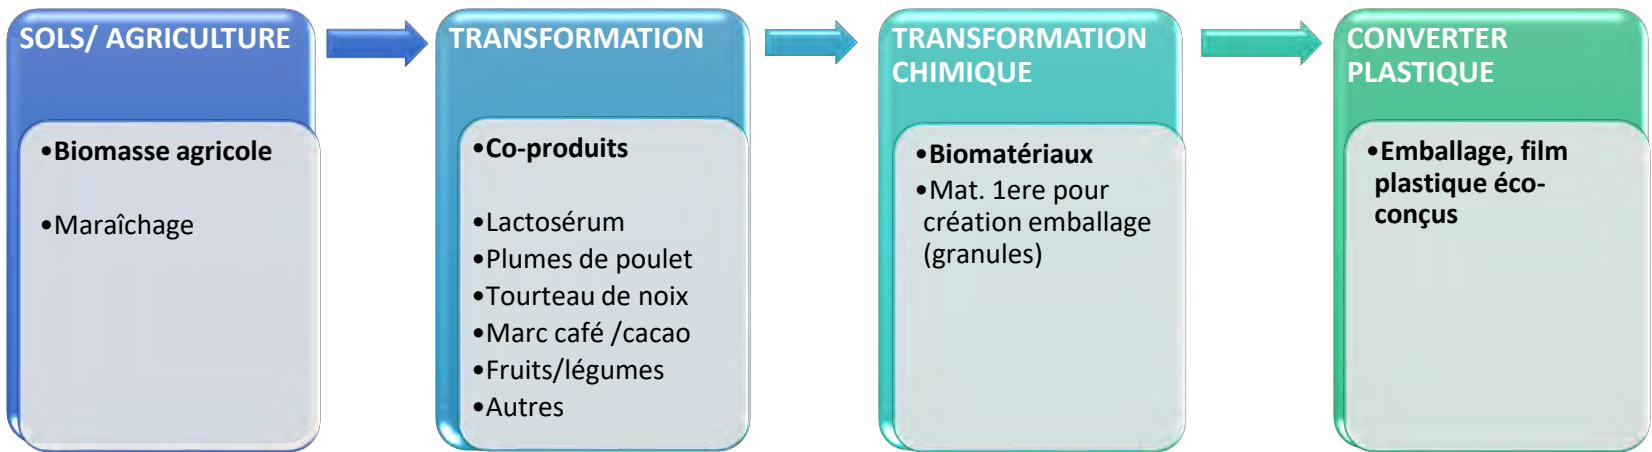 SOLS/ AGRICULTURE
•Biomasse agricole
•Maraîchage
TRANSFORMATION
•Co-produits
•Lactosérum
•Plumes de poulet
•Tourteau de noix
•Marc café /cacao
•Fruits/légumes
•Autres
TRANSFORMATION
CHIMIQUE
•Biomatériaux
•Mat. 1ere pour
création emballage
(granules)
CONVERTER
PLASTIQUE
•Emballage, film
plastique éco-
conçus